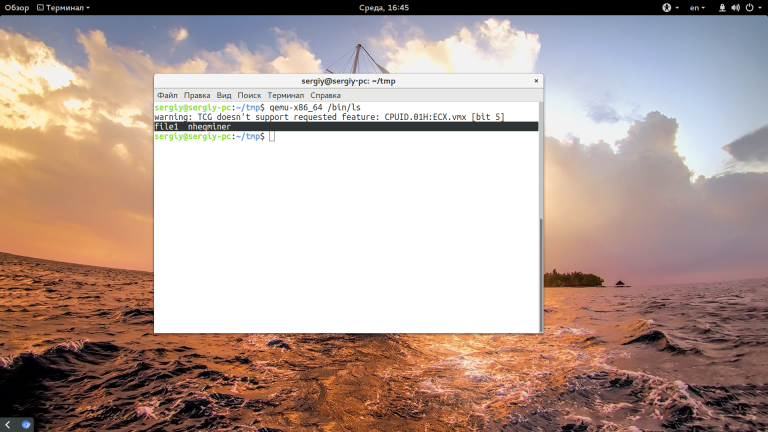 Обзор Терминал Среда, 16:45 en
sergiy@sergiy-pc: ~/tmp ×
Файл Правка Вид Поиск Терминал Справка
sergiy@sergiy-pc:~/tmp$ qemu-x86_64 /bin/ls
warning: TCG doesn't support requested feature: CPUID.01H:ECX.vmx [bit 5]
file1 nheqminer
sergiy@sergiy-pc:~/tmp$